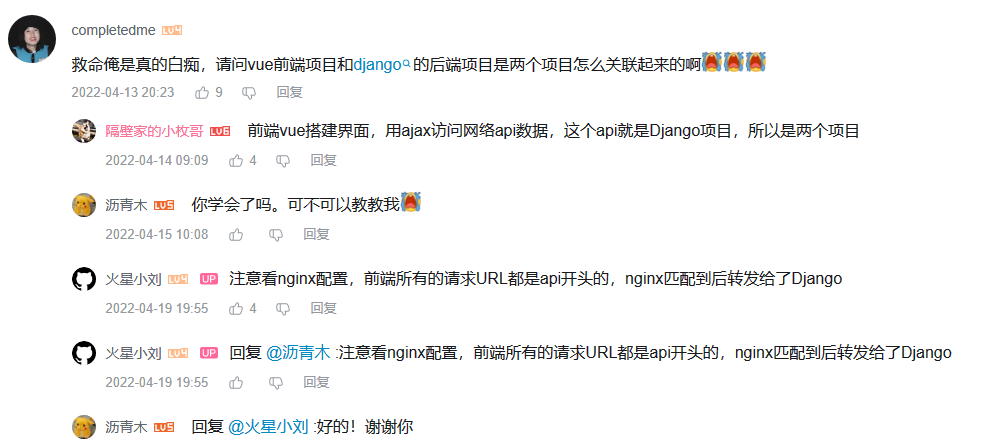 completedme LV4
救命俺是真的白痴，请问vue前端项目和django的后端项目是两个项目怎么关联起来的啊
2022-04-13 20:23 9 回复
隔壁家的小枚哥 LV6 前端vue搭建界面，用ajax访问网络api数据，这个api就是Django项目，所以是两个项目
2022-04-14 09:09 4 回复
沥青木 LV5 你学会了吗。可不可以教教我
2022-04-15 10:08 回复
火星小刘 LV4 UP 注意看nginx配置，前端所有的请求URL都是api开头的，nginx匹配到后转发给了Django
2022-04-19 19:55 4 回复
火星小刘 LV4 UP 回复 @沥青木 :注意看nginx配置，前端所有的请求URL都是api开头的，nginx匹配到后转发给了Django
2022-04-19 19:55 回复
沥青木 LV5 回复 @火星小刘 :好的！谢谢你